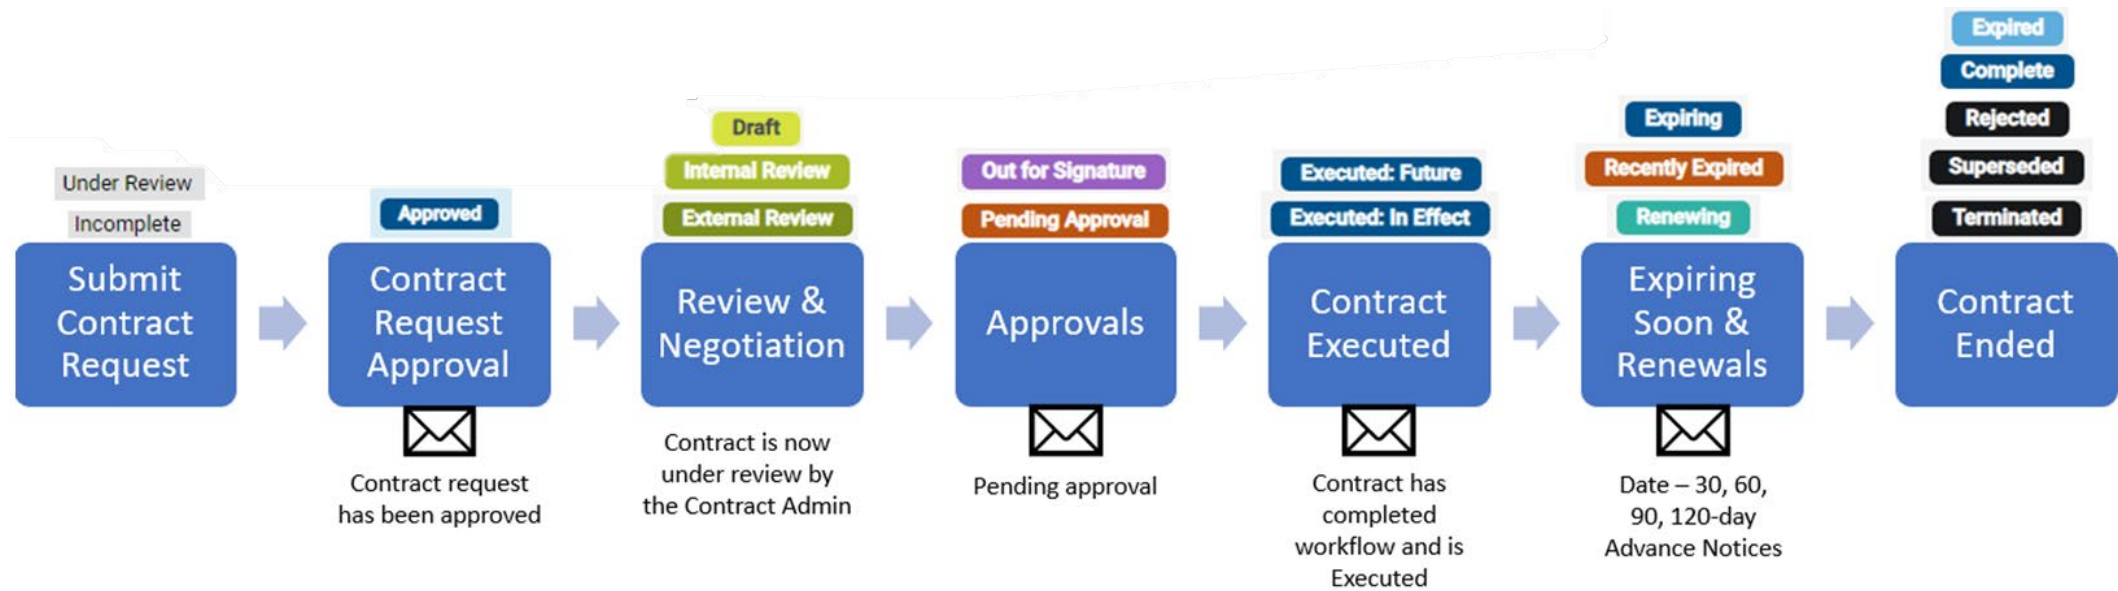 Under Review
Incomplete
Submit
Contract
Request
Approved
Contract
Request
Approval
Contract request
has been approved
Draft
Internal Review
External Review
Review &
Negotiation
Contract is now
under review by
the Contract Admin
Out for Signature
Pending Approval
Approvals
Pending approval
Executed: Future
Executed: In Effect
Contract
Executed
Contract has
completed
workflow and is
Executed
Expiring
Recently Expired
Renewing
Expiring
Soon &
Renewals
Date – 30, 60,
90, 120-day
Advance Notices
Expired
Complete
Rejected
Superseded
Terminated
Contract
Ended